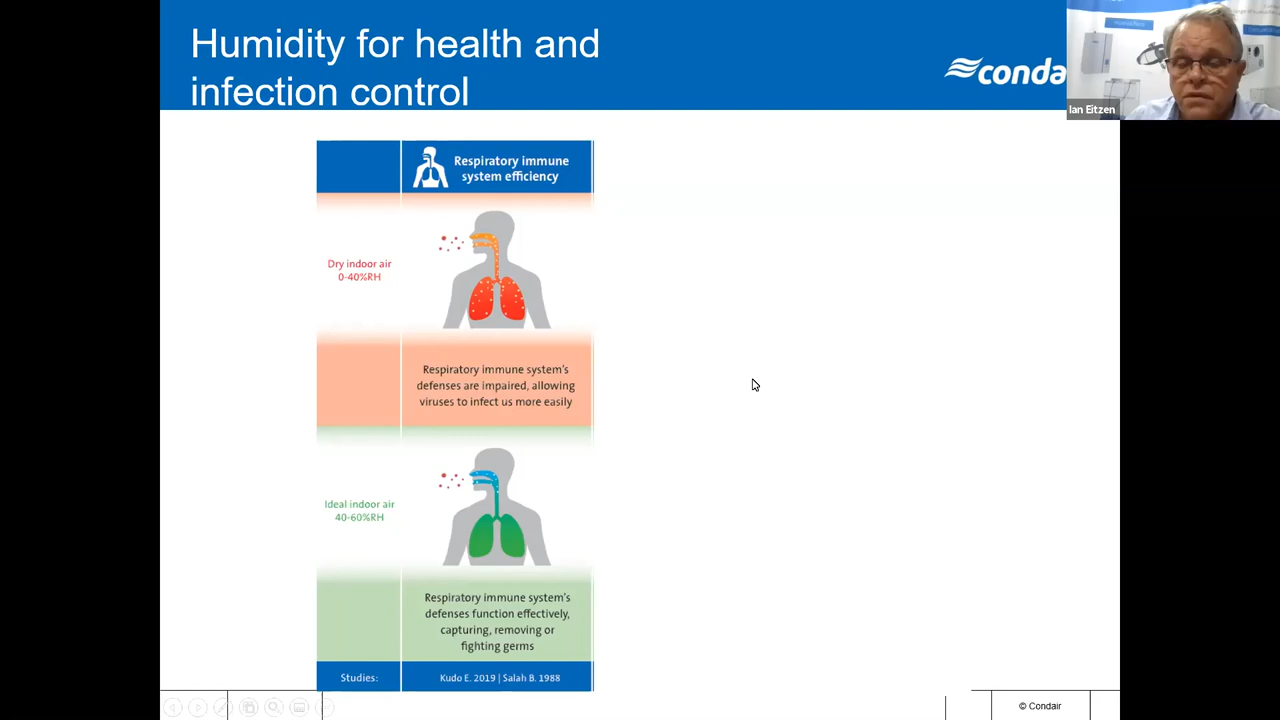 Humidity for health and
infection control
conda
Ian Eitzen
Respiratory immune
system efficiency
Dry indoor air
0-40%RH
Respiratory immune system's
defenses are impaired, allowing
viruses to infect us more easily
Ideal indoor air
40-60%RH
Respiratory immune system's
defenses function effectively,
capturing, removing or
fighting germs
Studies:
Kudo E. 2019 | Salah B. 1988
© Condair